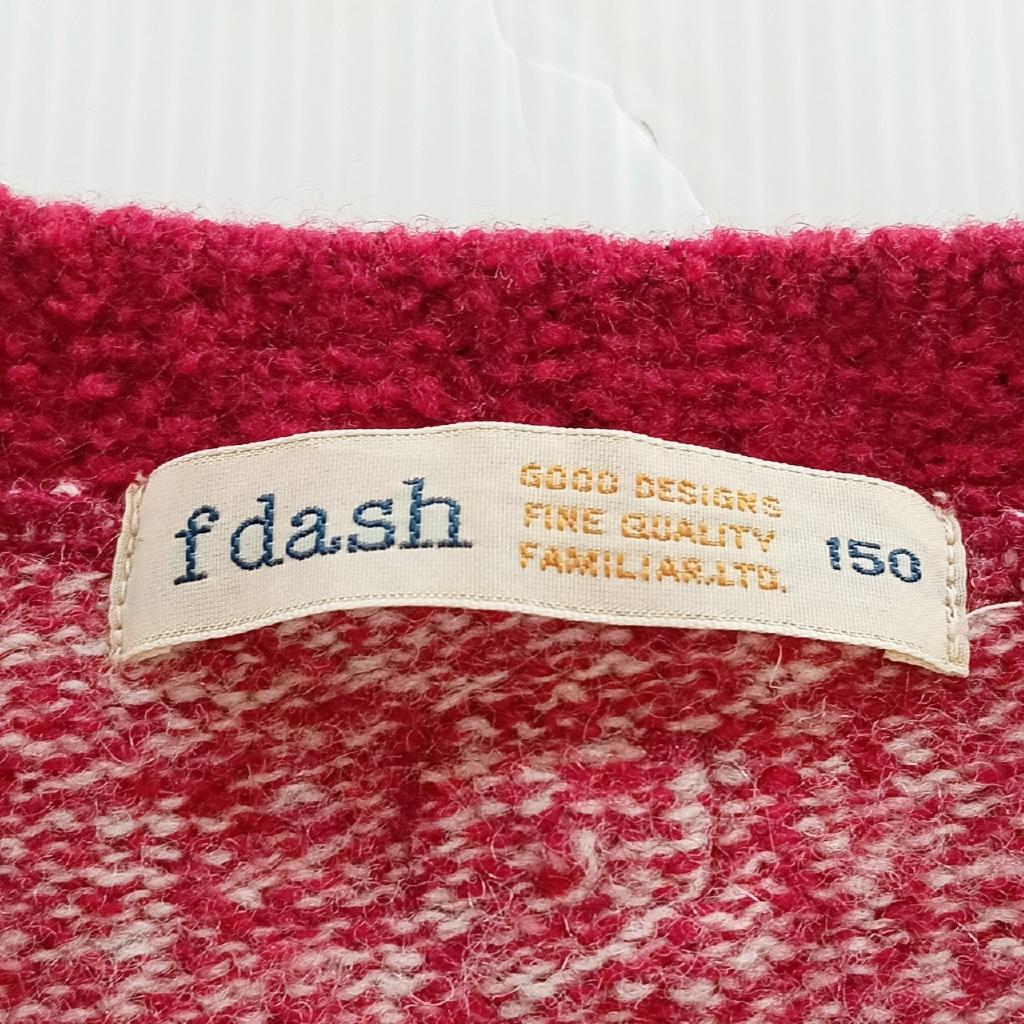 fdash
GOOD DESIGNS
FINE QUALITY
FAMILIAR.LTD.
150